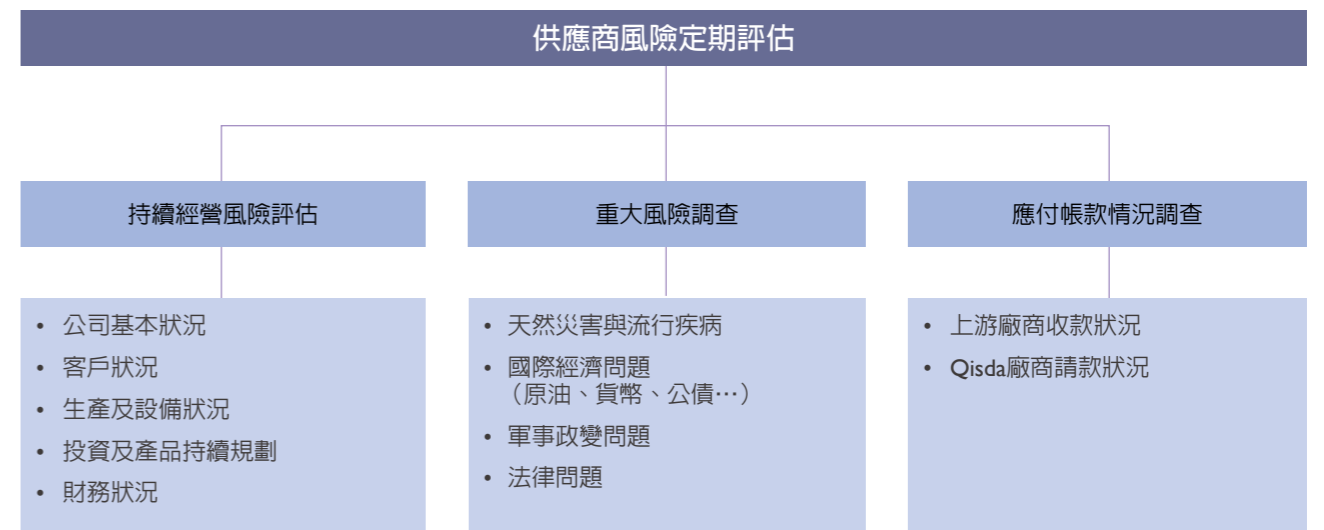 供應商風險定期評估
持續經營風險評估
• 公司基本狀況
• 客戶狀況
• 生產及設備狀況
• 投資及產品持續規劃
• 財務狀況
重大風險調查
• 天然災害與流行疾病
• 國際經濟問題
（原油、貨幣、公債…）
• 軍事政變問題
• 法律問題
應付帳款情況調查
• 上游廠商收款狀況
• Qisda廠商請款狀況